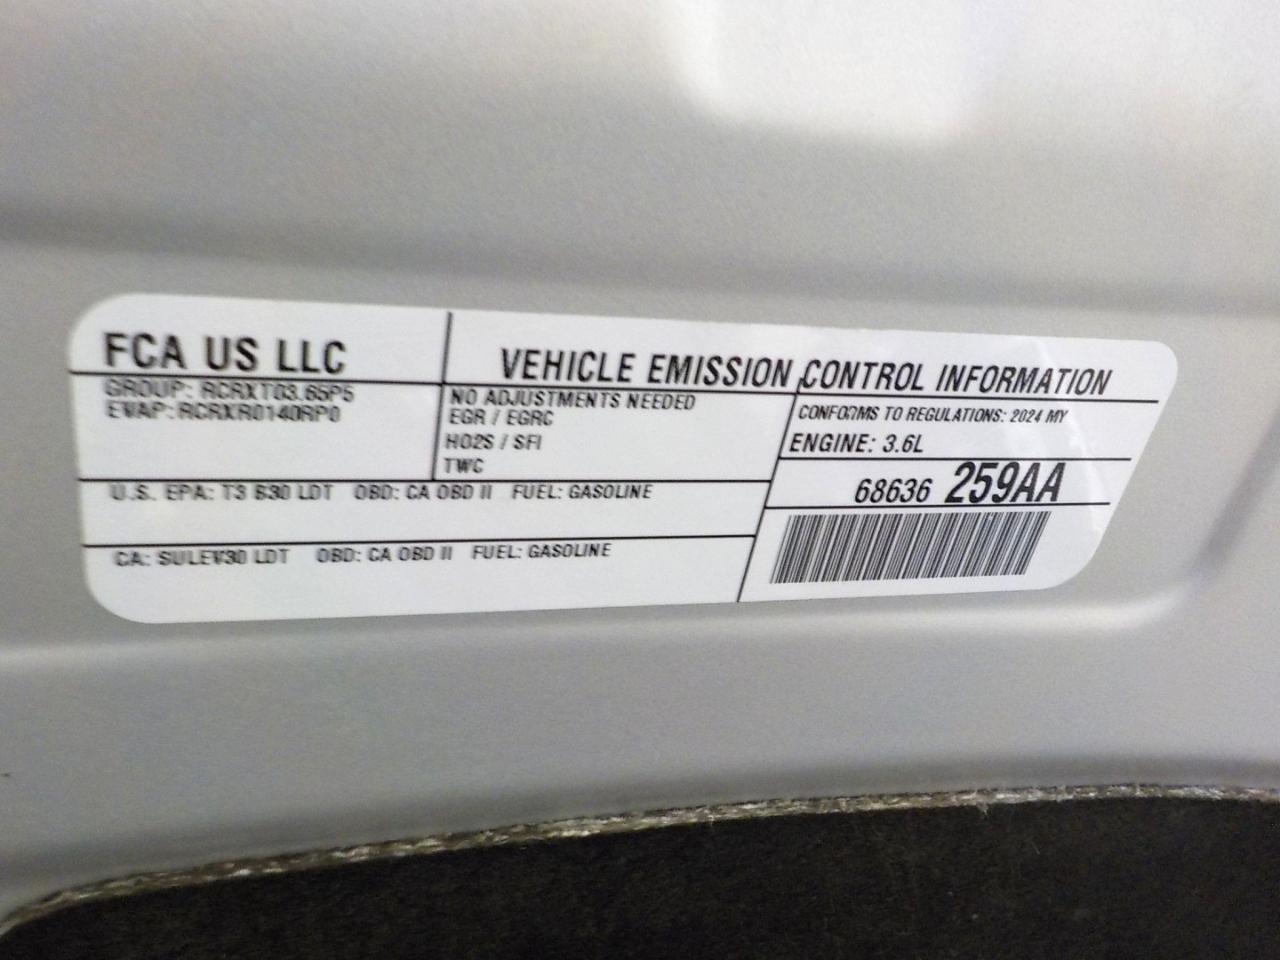 FCA US LLC
VEHICLE EMISSION CONTROL INFORMATION
GROUP: RCRXT03.65P5
EVAP: RCRXR0140RP0
NO ADJUSTMENTS NEEDED
EGR / EGRC
HO2S / SFI
TWC
CONFORMS TO REGULATIONS: 2024 MY
ENGINE: 3.6L
68636 259AA
U.S. EPA: T3 B30 LDT OBD: CA OBD II FUEL: GASOLINE
CA: SULEV30 LDT OBD: CA OBD II FUEL: GASOLINE